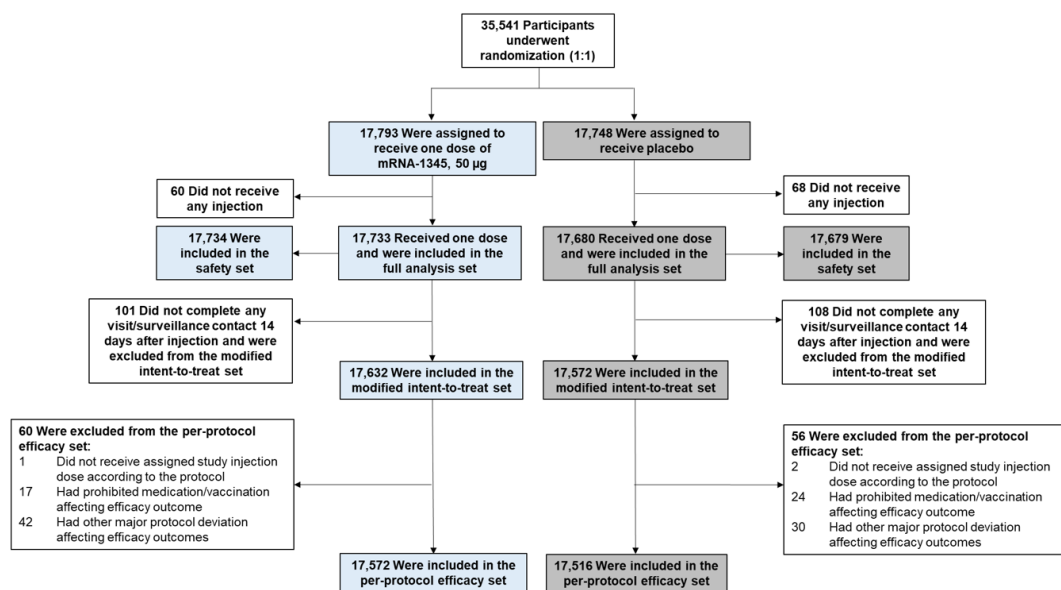 35,541 Participants
underwent
randomization (1:1)
17,793 Were assigned to
receive one dose of
mRNA-1345, 50 µg
17,748 Were assigned to
receive placebo
60 Did not receive
any injection
68 Did not receive
any injection
17,734 Were
included in the
safety set
17,733 Received one dose
and were included in the
full analysis set
17,680 Received one dose
and were included in the
full analysis set
17,679 Were
included in the
safety set
101 Did not complete any
visit/surveillance contact 14
days after injection and were
excluded from the modified
intent-to-treat set
108 Did not complete any
visit/surveillance contact 14
days after injection and were
excluded from the modified
intent-to-treat set
17,632 Were included in the
modified intent-to-treat set
17,572 Were included in the
modified intent-to-treat set
60 Were excluded from the per-protocol
efficacy set:
1 Did not receive assigned study injection
dose according to the protocol
17 Had prohibited medication/vaccination
affecting efficacy outcome
42 Had other major protocol deviation
affecting efficacy outcomes
56 Were excluded from the per-protocol
efficacy set:
2 Did not receive assigned study injection
dose according to the protocol
24 Had prohibited medication/vaccination
affecting efficacy outcome
30 Had other major protocol deviation
affecting efficacy outcomes
17,572 Were included in the
per-protocol efficacy set
17,516 Were included in the
per-protocol efficacy set